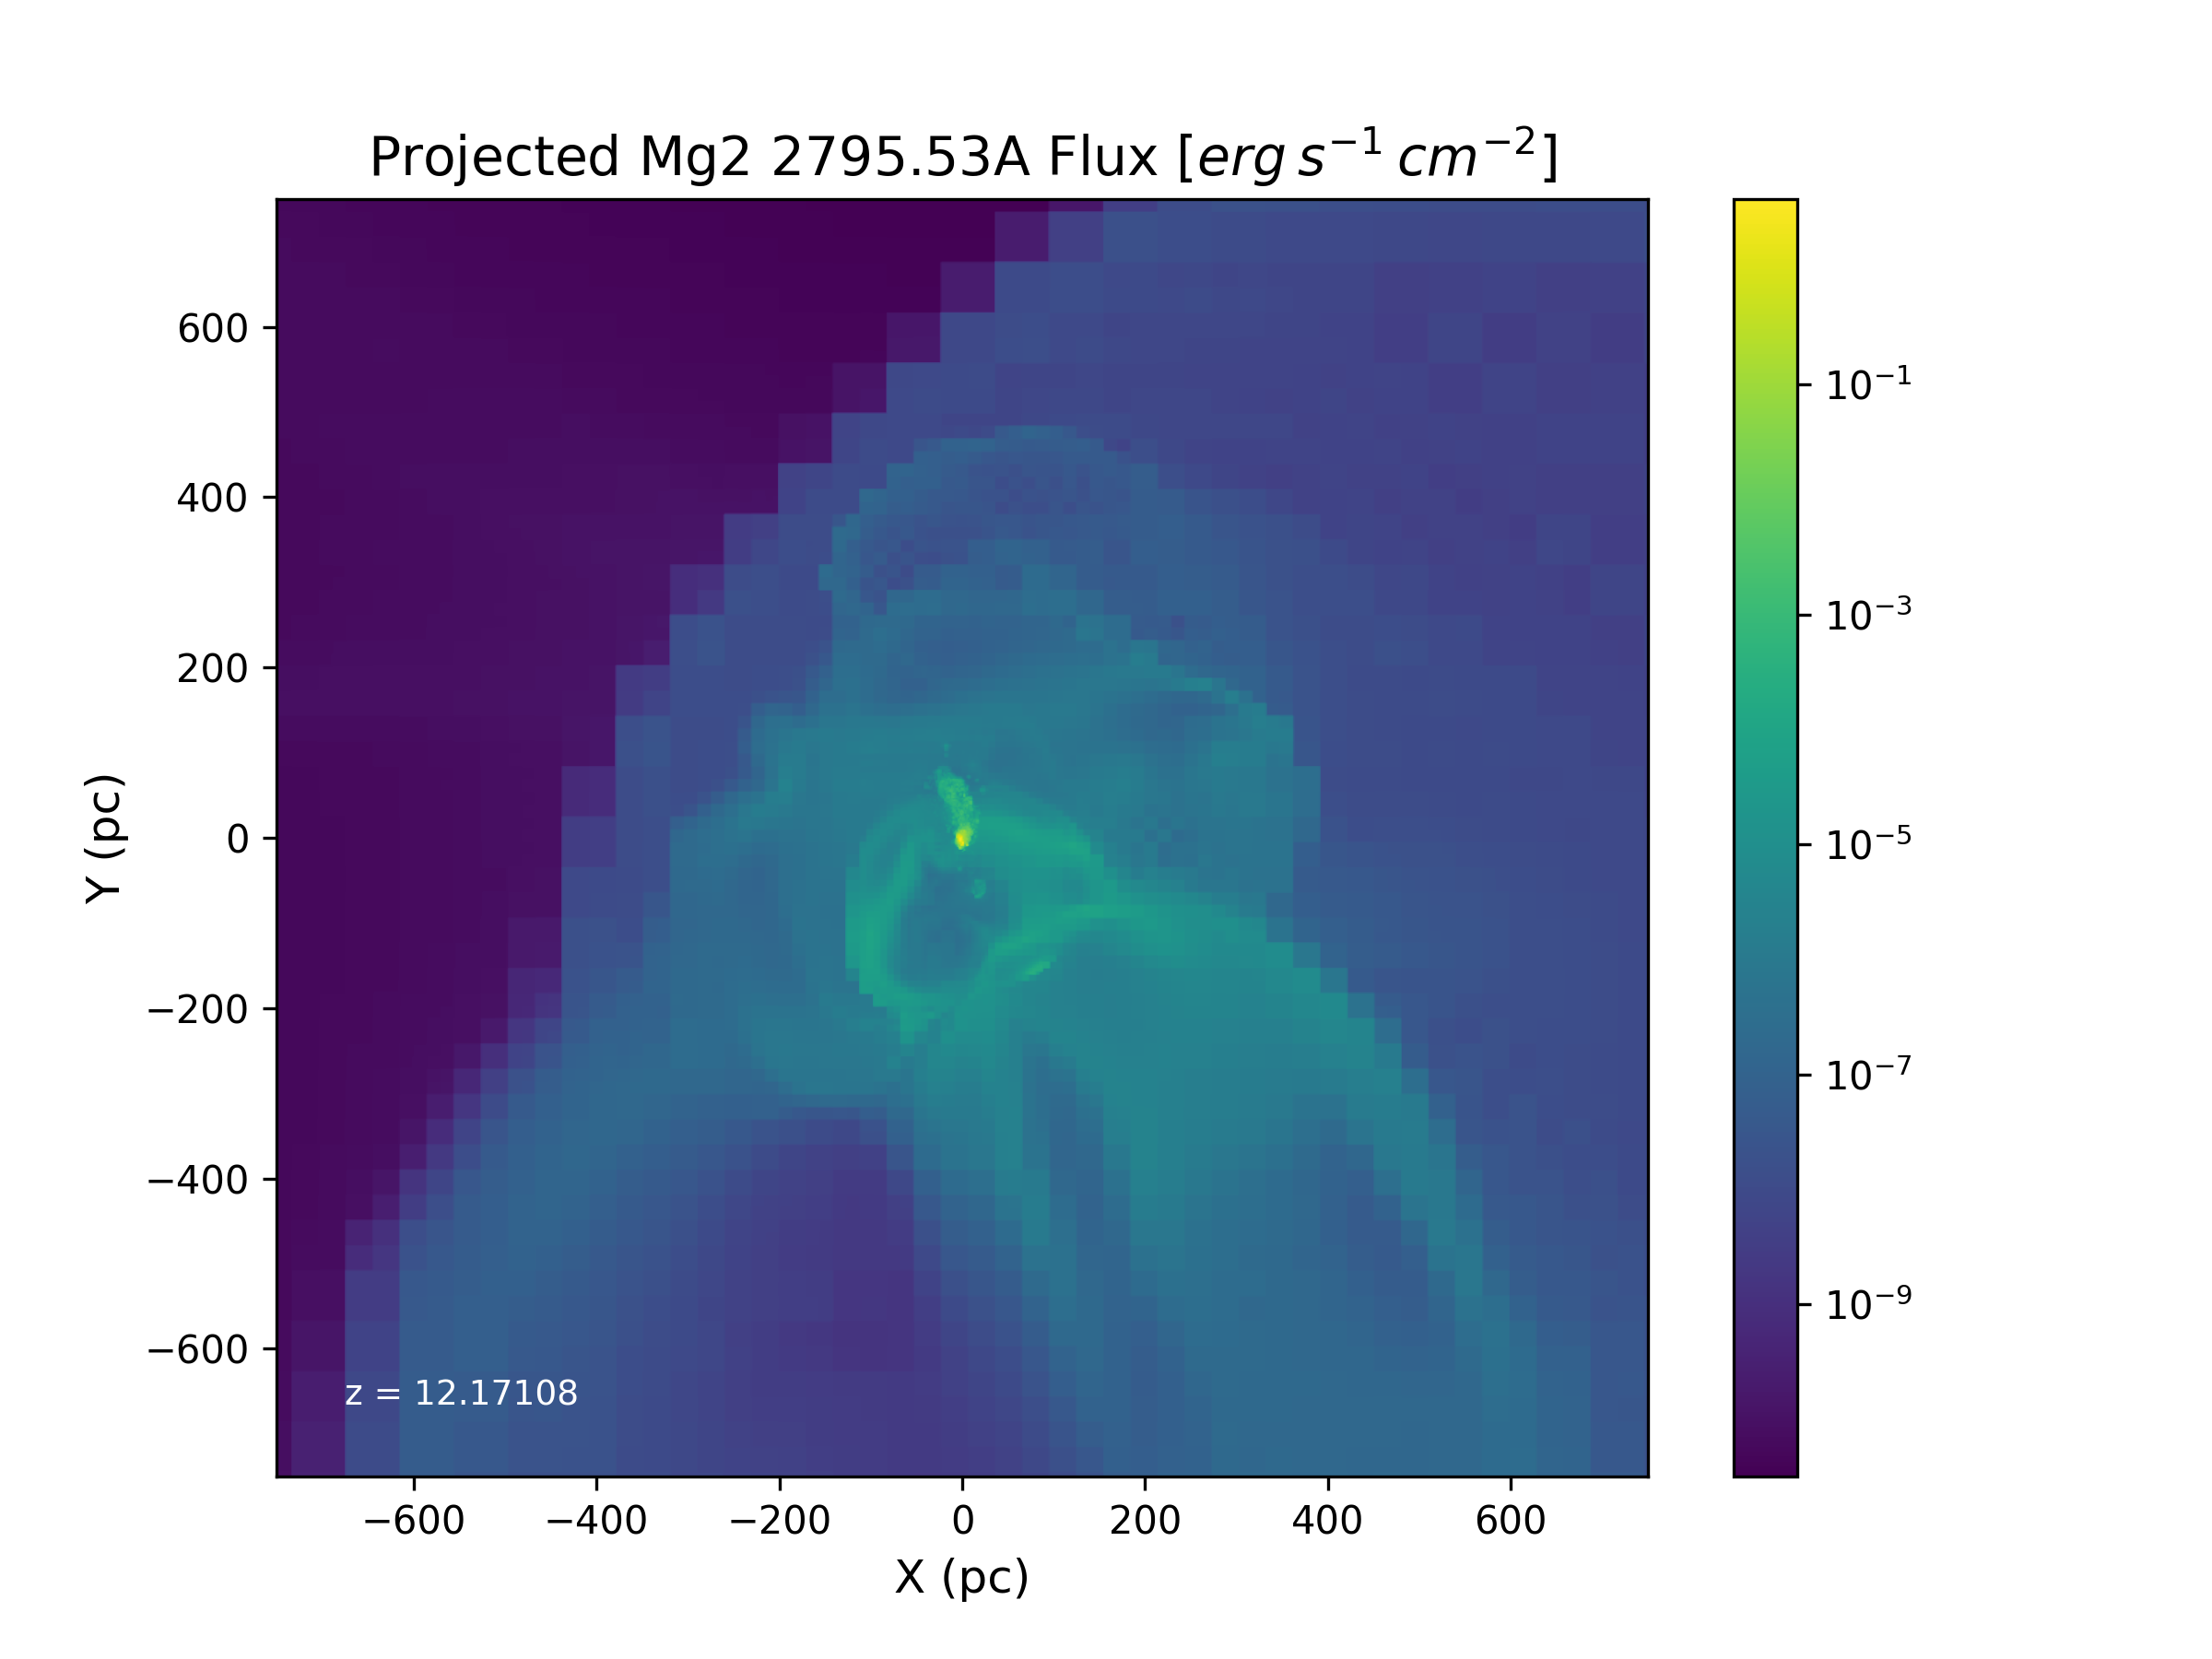 Projected Mg2 2795.53A Flux [erg s⁻¹ cm⁻²]
Y (pc)
600
400
200
0
−200
−400
−600
z = 12.17108
−600 −400 −200 0 200 400 600
X (pc)
10⁻¹
10⁻³
10⁻⁵
10⁻⁷
10⁻⁹